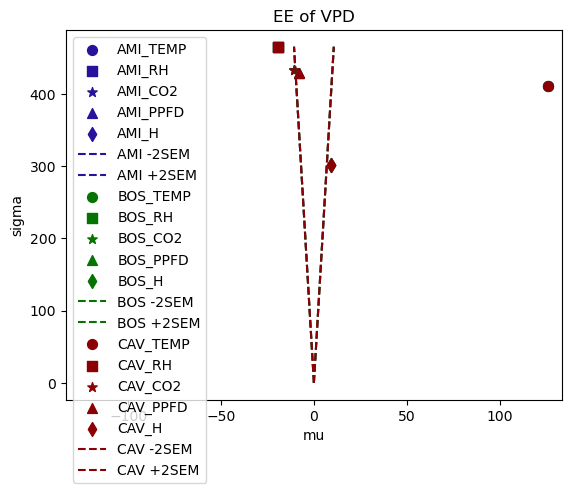 EE of VPD
AMI_TEMP
AMI_RH
AMI_CO2
AMI_PPFD
AMI_H
AMI -2SEM
AMI +2SEM
BOS_TEMP
BOS_RH
BOS_CO2
BOS_PPFD
BOS_H
BOS -2SEM
BOS +2SEM
CAV_TEMP
CAV_RH
CAV_CO2
CAV_PPFD
CAV_H
CAV -2SEM
CAV +2SEM
sigma
400
300
200
100
0
−100
−50
0
50
100
mu